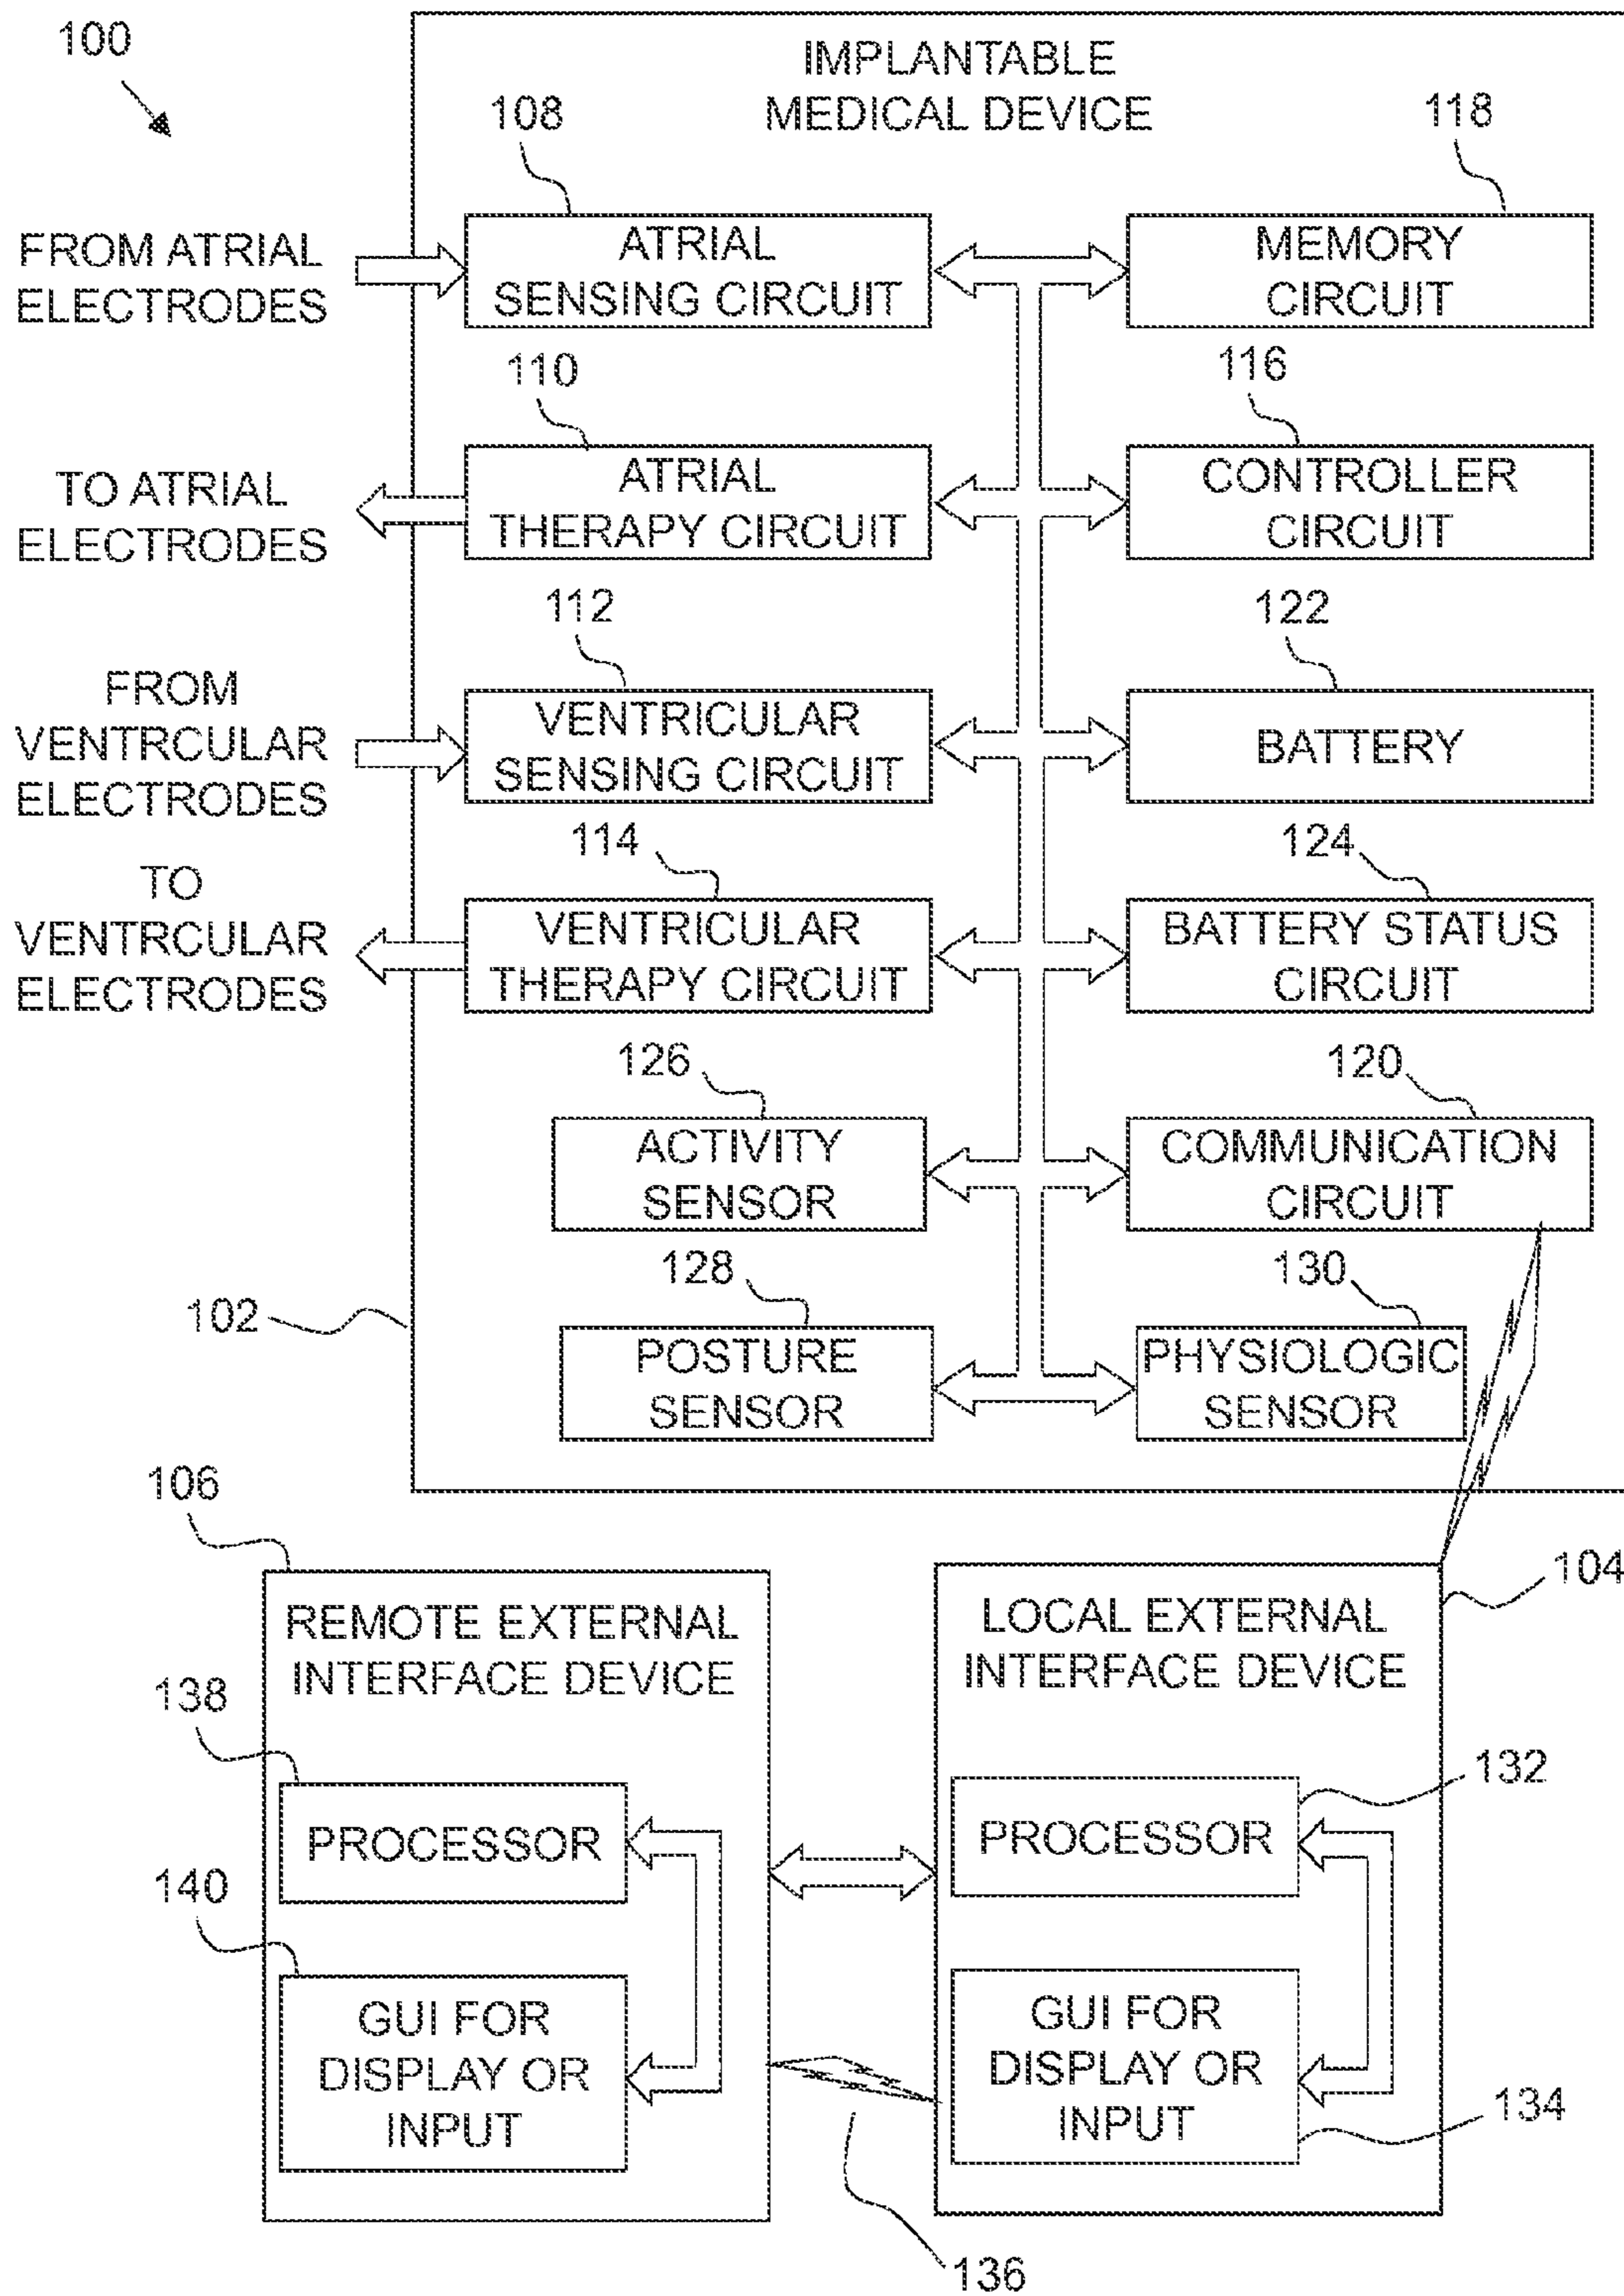 100
IMPLANTABLE
MEDICAL DEVICE
108
118
FROM ATRIAL
ELECTRODES
ATRIAL
SENSING CIRCUIT
MEMORY
CIRCUIT
110
116
TO ATRIAL
ELECTRODES
ATRIAL
THERAPY CIRCUIT
CONTROLLER
CIRCUIT
112
122
FROM
VENTRCULAR
ELECTRODES
VENTRICULAR
SENSING CIRCUIT
BATTERY
114
124
TO
VENTRCULAR
ELECTRODES
VENTRICULAR
THERAPY CIRCUIT
BATTERY STATUS
CIRCUIT
126
120
ACTIVITY
SENSOR
COMMUNICATION
CIRCUIT
128
130
102
POSTURE
SENSOR
PHYSIOLOGIC
SENSOR
106
104
REMOTE EXTERNAL
INTERFACE DEVICE
LOCAL EXTERNAL
INTERFACE DEVICE
138
132
PROCESSOR
PROCESSOR
140
GUI FOR
DISPLAY OR
INPUT
GUI FOR
DISPLAY OR
INPUT
134
136